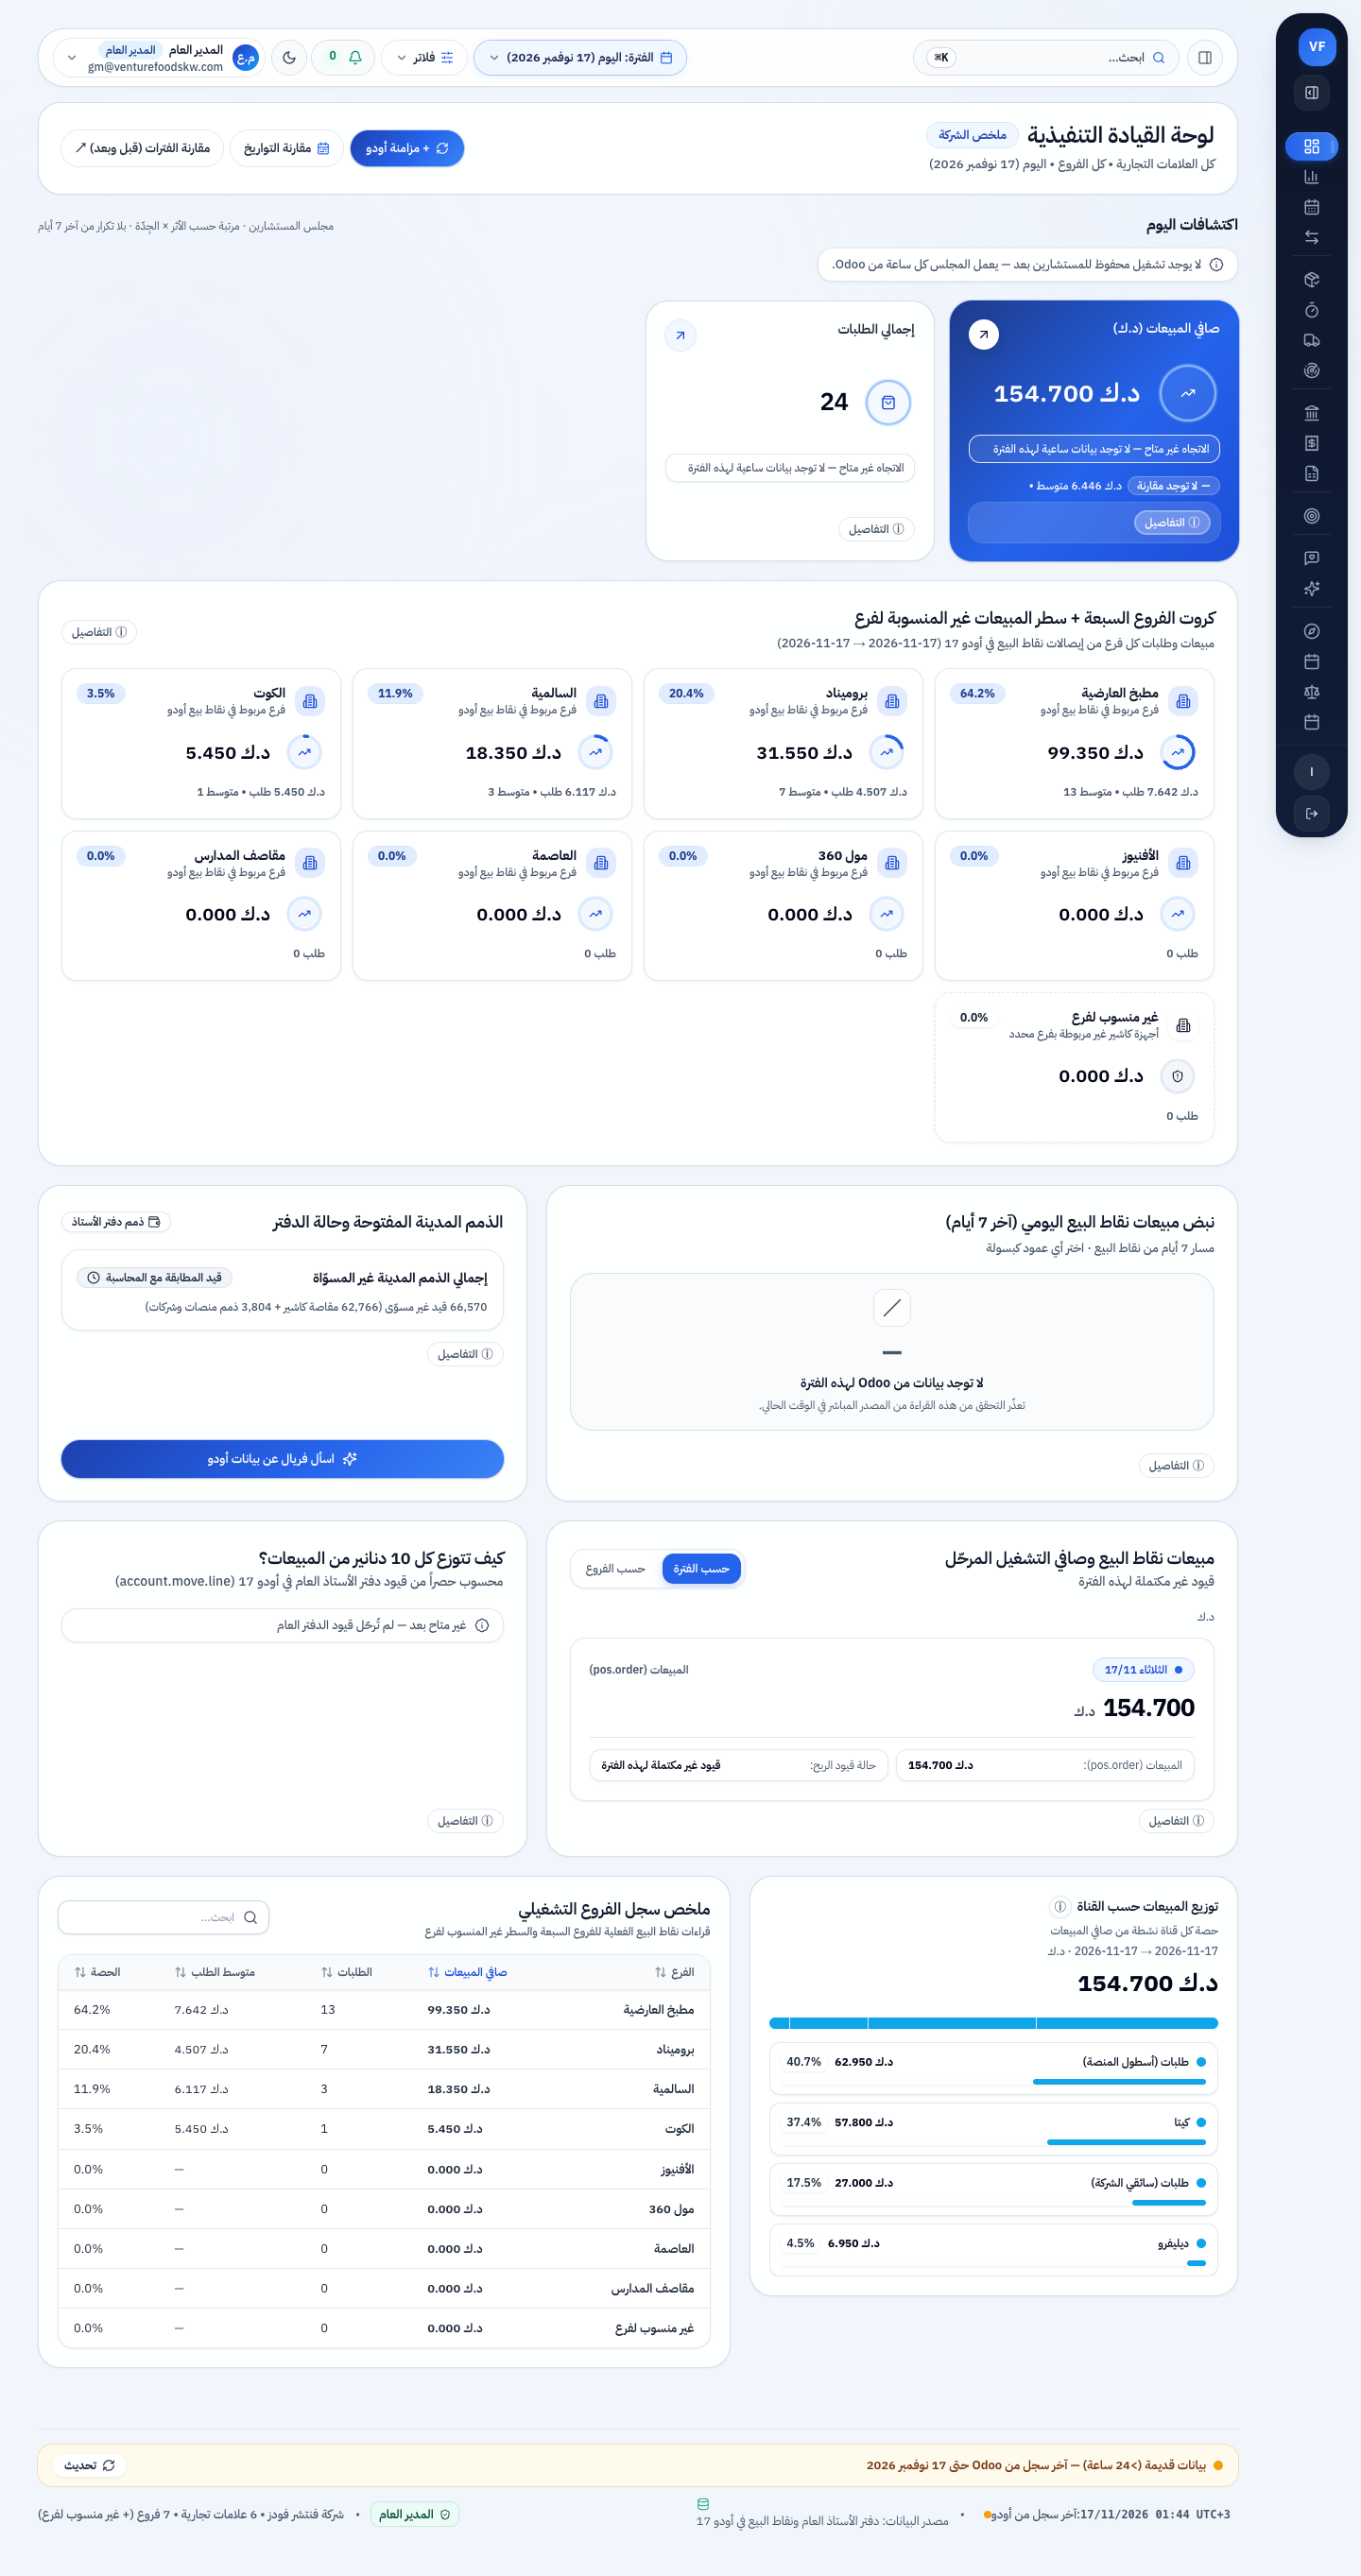 VF
ابحث...
⌘K
الفترة: اليوم (17 نوفمبر 2026)
فلاتر
0
م.ع
المدير العام
المدير العام
gm@venturefoodskw.com
لوحة القيادة التنفيذية
ملخص الشركة
كل العلامات التجارية • كل الفروع • اليوم (17 نوفمبر 2026)
+ مزامنة أودو
مقارنة التواريخ
مقارنة الفترات (قبل وبعد) ↗
اكتشافات اليوم
مجلس المستشارين · مرتبة حسب الأثر × الجِدّة · بلا تكرار من آخر 7 أيام
لا يوجد تشغيل محفوظ للمستشارين بعد — يعمل المجلس كل ساعة من Odoo.
صافي المبيعات (د.ك)
د.ك 154.700
الاتجاه غير متاح — لا توجد بيانات ساعية لهذه الفترة
— لا توجد مقارنة
د.ك 6.446 متوسط •
ⓘ التفاصيل
إجمالي الطلبات
24
الاتجاه غير متاح — لا توجد بيانات ساعية لهذه الفترة
ⓘ التفاصيل
كروت الفروع السبعة + سطر المبيعات غير المنسوبة لفرع
مبيعات وطلبات كل فرع من إيصالات نقاط البيع في أودو 17 (2026-11-17 → 2026-11-17)
ⓘ التفاصيل
مطبخ العارضية
64.2%
فرع مربوط في نقاط بيع أودو
د.ك 99.350
د.ك 7.642 طلب • متوسط 13
بروميناد
20.4%
فرع مربوط في نقاط بيع أودو
د.ك 31.550
د.ك 4.507 طلب • متوسط 7
السالمية
11.9%
فرع مربوط في نقاط بيع أودو
د.ك 18.350
د.ك 6.117 طلب • متوسط 3
الكوت
3.5%
فرع مربوط في نقاط بيع أودو
د.ك 5.450
د.ك 5.450 طلب • متوسط 1
الأفنيوز
0.0%
فرع مربوط في نقاط بيع أودو
د.ك 0.000
طلب 0
مول 360
0.0%
فرع مربوط في نقاط بيع أودو
د.ك 0.000
طلب 0
العاصمة
0.0%
فرع مربوط في نقاط بيع أودو
د.ك 0.000
طلب 0
مقاصف المدارس
0.0%
فرع مربوط في نقاط بيع أودو
د.ك 0.000
طلب 0
غير منسوب لفرع
0.0%
أجهزة كاشير غير مربوطة بفرع محدد
د.ك 0.000
طلب 0
نبض مبيعات نقاط البيع اليومي (آخر 7 أيام)
مسار 7 أيام من نقاط البيع · اختر أي عمود كبسولة
—
لا توجد بيانات من Odoo لهذه الفترة
تعذّر التحقق من هذه القراءة من المصدر المباشر في الوقت الحالي.
ⓘ التفاصيل
الذمم المدينة المفتوحة وحالة الدفتر
ذمم دفتر الأستاذ
إجمالي الذمم المدينة غير المسوّاة
قيد المطابقة مع المحاسبة
66,570 قيد غير مسوّى (62,766 مقاصة كاشير + 3,804 ذمم منصات وشركات)
ⓘ التفاصيل
اسأل فريال عن بيانات أودو
مبيعات نقاط البيع وصافي التشغيل المرحّل
قيود غير مكتملة لهذه الفترة
حسب الفترة
حسب الفروع
د.ك
الثلاثاء 17/11
المبيعات (pos.order)
154.700 د.ك
المبيعات (pos.order):
د.ك 154.700
حالة قيود الربح:
قيود غير مكتملة لهذه الفترة
ⓘ التفاصيل
كيف تتوزع كل 10 دنانير من المبيعات؟
محسوب حصراً من قيود دفتر الأستاذ العام في أودو 17 (account.move.line)
غير متاح بعد — لم تُرحّل قيود الدفتر العام
ⓘ التفاصيل
توزيع المبيعات حسب القناة
ⓘ
حصة كل قناة نشطة من صافي المبيعات
2026-11-17 → 2026-11-17 · د.ك
د.ك 154.700
طلبات (أسطول المنصة)
د.ك 62.950
40.7%
كيتا
د.ك 57.800
37.4%
طلبات (سائقي الشركة)
د.ك 27.000
17.5%
ديليفرو
د.ك 6.950
4.5%
ملخص سجل الفروع التشغيلي
قراءات نقاط البيع الفعلية للفروع السبعة والسطر غير المنسوب لفرع
ابحث...
الفرع
صافي المبيعات
الطلبات
متوسط الطلب
الحصة
مطبخ العارضية د.ك 99.350 13 د.ك 7.642 64.2%
بروميناد د.ك 31.550 7 د.ك 4.507 20.4%
السالمية د.ك 18.350 3 د.ك 6.117 11.9%
الكوت د.ك 5.450 1 د.ك 5.450 3.5%
الأفنيوز د.ك 0.000 0 — 0.0%
مول 360 د.ك 0.000 0 — 0.0%
العاصمة د.ك 0.000 0 — 0.0%
مقاصف المدارس د.ك 0.000 0 — 0.0%
غير منسوب لفرع د.ك 0.000 0 — 0.0%
بيانات قديمة (>24 ساعة) — آخر سجل من Odoo حتى 17 نوفمبر 2026
تحديث
آخر سجل من أودو: 17/11/2026 01:44 UTC+3
• مصدر البيانات: دفتر الأستاذ العام ونقاط البيع في أودو 17
المدير العام
• شركة فنتشر فودز • 6 علامات تجارية • 7 فروع (+ غير منسوب لفرع)